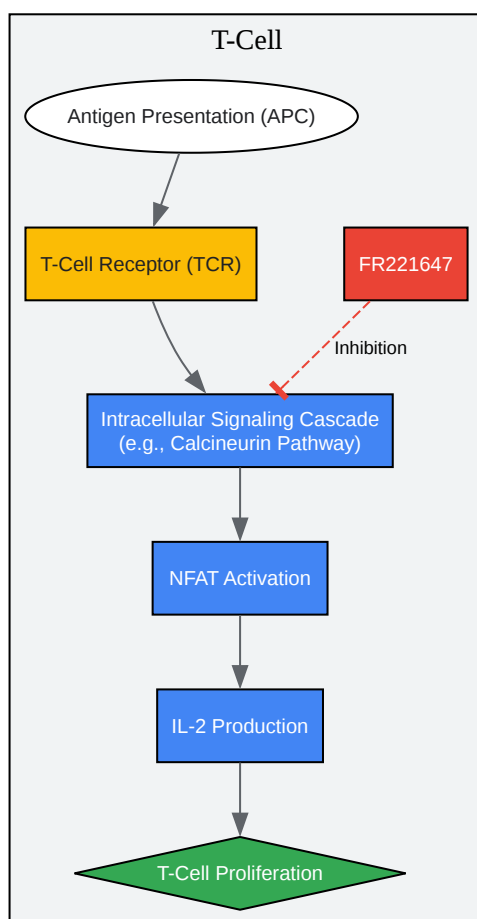 T-Cell
Antigen Presentation (APC)
T-Cell Receptor (TCR)
FR221647
Inhibition
Intracellular Signaling Cascade
(e.g., Calcineurin Pathway)
NFAT Activation
IL-2 Production
T-Cell Proliferation